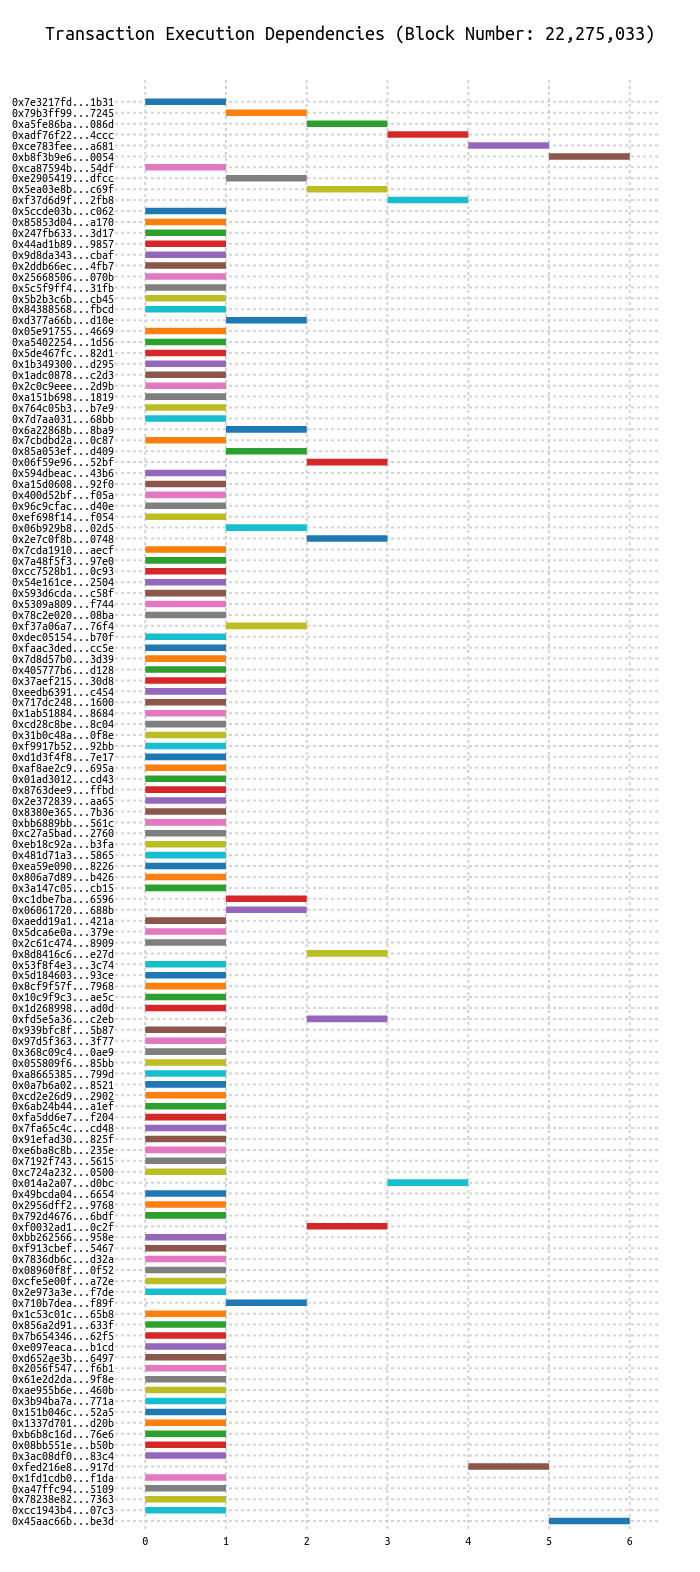 Transaction Execution Dependencies (Block Number: 22,275,033)
0x7e3217fd...1b31
0x79b3ff99...7245
0xa5fe86ba...086d
0xadf76f22...4ccc
0xce783fee...a681
0xb8f3b9e6...0054
0xca87594b...54df
0xe2905419...dfcc
0x5ea03e8b...c69f
0xf37d6d9f...2fb8
0x5ccde03b...c062
0x85853d04...a170
0x247fb633...3d17
0x44ad1b89...9857
0x9d8da343...cbaf
0x2ddb66ec...4fb7
0x25668506...070b
0x5c5f9ff4...31fb
0x5b2b3c6b...cb45
0x84388568...fbcd
0xd377a66b...d10e
0x05e91755...4669
0xa5402254...1d56
0x5de467fc...82d1
0x1b349300...d295
0x1adc0878...c2d3
0x2c0c9eee...2d9b
0xa151b698...1819
0x764c05b3...b7e9
0x7d7aa031...68bb
0x6a22868b...8ba9
0x7cbdbd2a...0c87
0x85a053ef...d409
0x06f59e96...52bf
0x594dbeac...43b6
0xa15d0608...92f0
0x400d52bf...f05a
0x96c9cfac...d40e
0xef698f14...f054
0x06b929b8...02d5
0x2e7c0f8b...0748
0x7cda1910...aecf
0x7a48f5f3...97e0
0xcc7528b1...0c93
0x54e161ce...2504
0x593d6cda...c58f
0x5309a809...f744
0x78c2e020...08ba
0xf37a06a7...76f4
0xdec05154...b70f
0xfaac3ded...cc5e
0x7d8d57b0...3d39
0x405777b6...d128
0x37aef215...30d8
0xeedb6391...c454
0x717dc248...1600
0x1ab51884...8684
0xcd28c8be...8c04
0x31b0c48a...0f8e
0xf9917b52...92bb
0xd1d3f4f8...7e17
0xaf8ae2c9...695a
0x01ad3012...cd43
0x8763dee9...ffbd
0x2e372839...aa65
0x8380e365...7b36
0xbb6889bb...561c
0xc27a5bad...2760
0xeb18c92a...b3fa
0x481d71a3...5865
0xea59e090...8226
0x806a7d89...b426
0x3a147c05...cb15
0xc1dbe7ba...6596
0x06061720...688b
0xaedd19a1...421a
0x5dca6e0a...379e
0x2c61c474...8909
0x8d8416c6...e27d
0x53f8f4e3...3c74
0x5d184603...93ce
0x8cf9f57f...7968
0x10c9f9c3...ae5c
0x1d268998...ad0d
0xfd5e5a36...c2eb
0x939bfc8f...5b87
0x97d5f363...3f77
0x368c09c4...0ae9
0x055809f6...85bb
0xa8665385...799d
0x0a7b6a02...8521
0xcd2e26d9...2902
0x6ab24b44...a1ef
0xfa5dd6e7...f204
0x7fa65c4c...cd48
0x91efad30...825f
0xe6ba8c8b...235e
0x7192f743...5615
0xc724a232...0500
0x014a2a07...d0bc
0x49bcda04...6654
0x2956dff2...9768
0x792d4676...6bdf
0xf0032ad1...0c2f
0xbb262566...958e
0xf913cbef...5467
0x7836db6c...d32a
0x08960f8f...0f52
0xcfe5e00f...a72e
0x2e973a3e...f7de
0x710b7dea...f89f
0x1c53c01c...65b8
0x856a2d91...633f
0x7b654346...62f5
0xe097eaca...b1cd
0xd652ae3b...6497
0x2056f547...f6b1
0x61e2d2da...9f8e
0xae955b6e...460b
0x3b94ba7a...771a
0x151b046c...52a5
0x1337d701...d20b
0xb6b8c16d...76e6
0x08bb551e...b50b
0x3ac08df0...83c4
0xfed216e8...917d
0x1fd1cdb0...f1da
0xa47ffc94...5109
0x78238e82...7363
0xcc1943b4...07c3
0x45aac66b...be3d
0 1 2 3 4 5 6